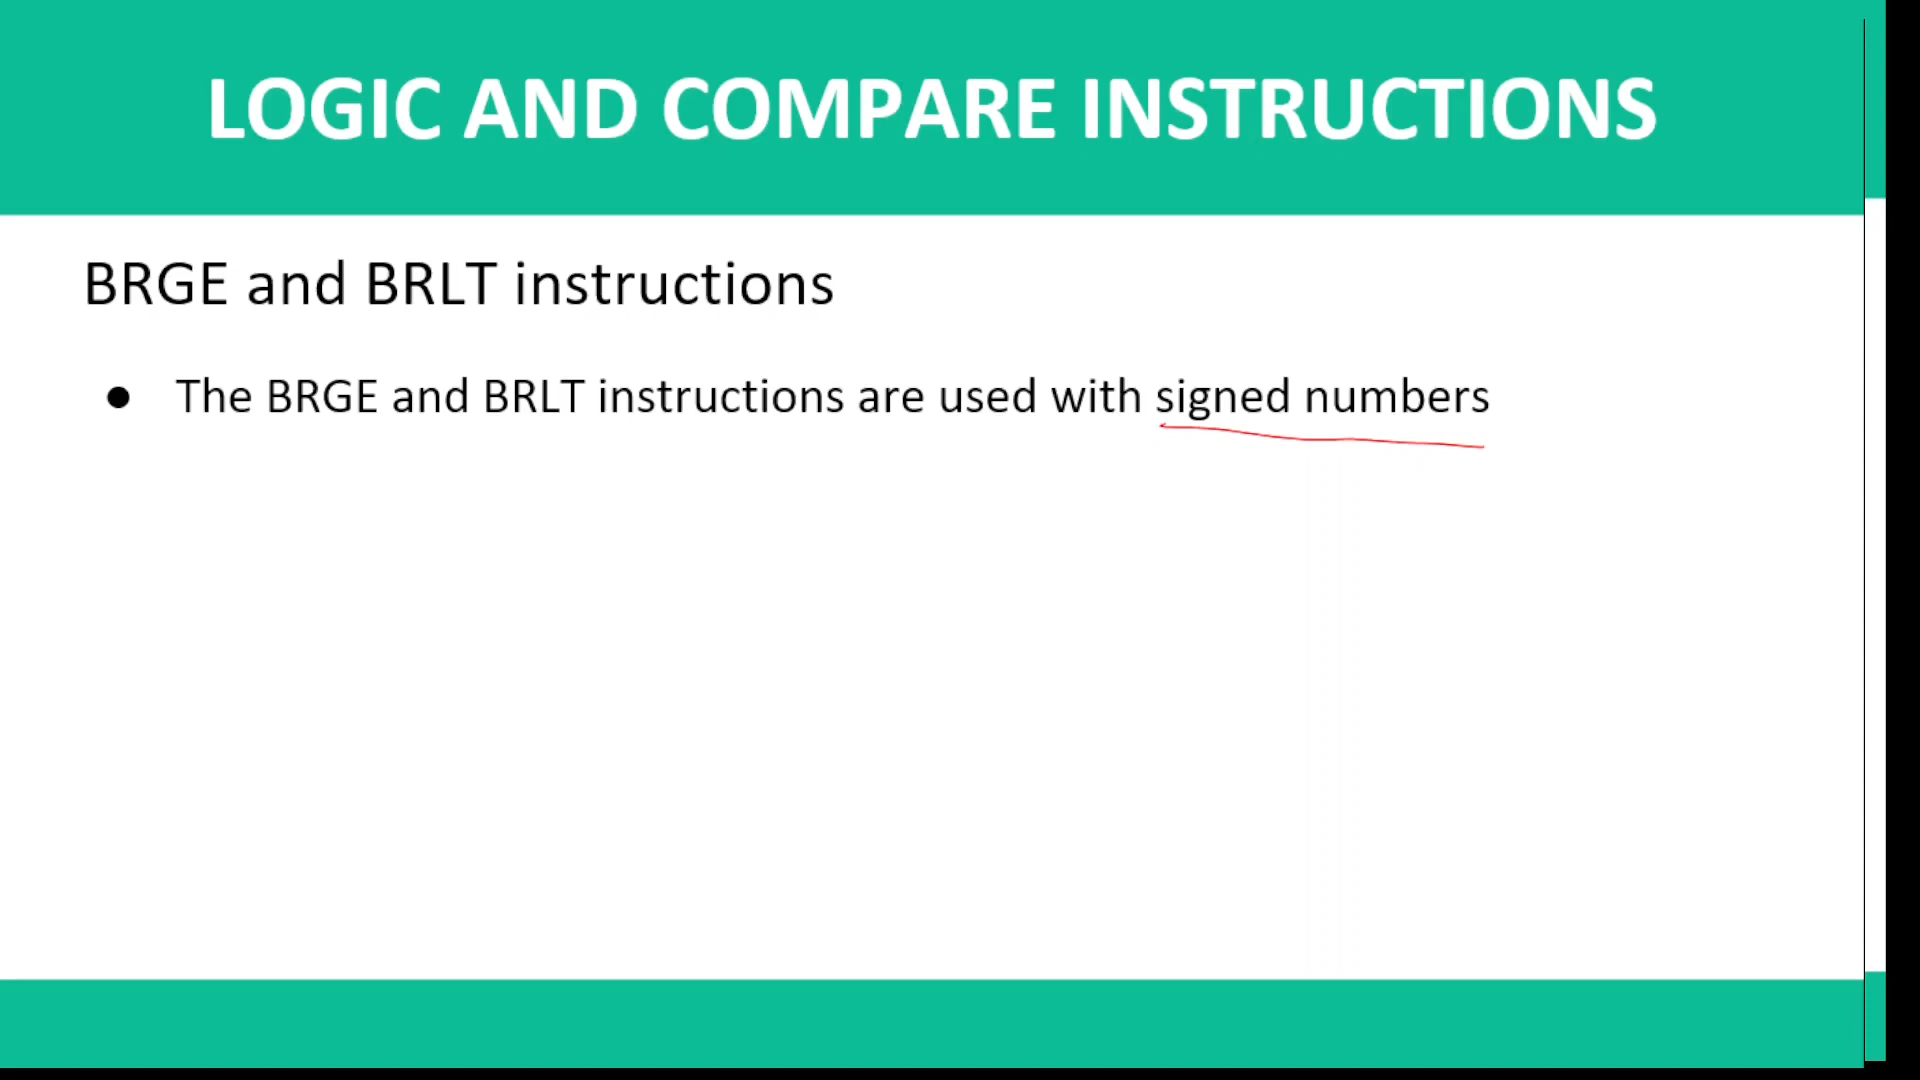 LOGIC AND COMPARE INSTRUCTIONS
BRGE and BRLT instructions
● The BRGE and BRLT instructions are used with signed numbers